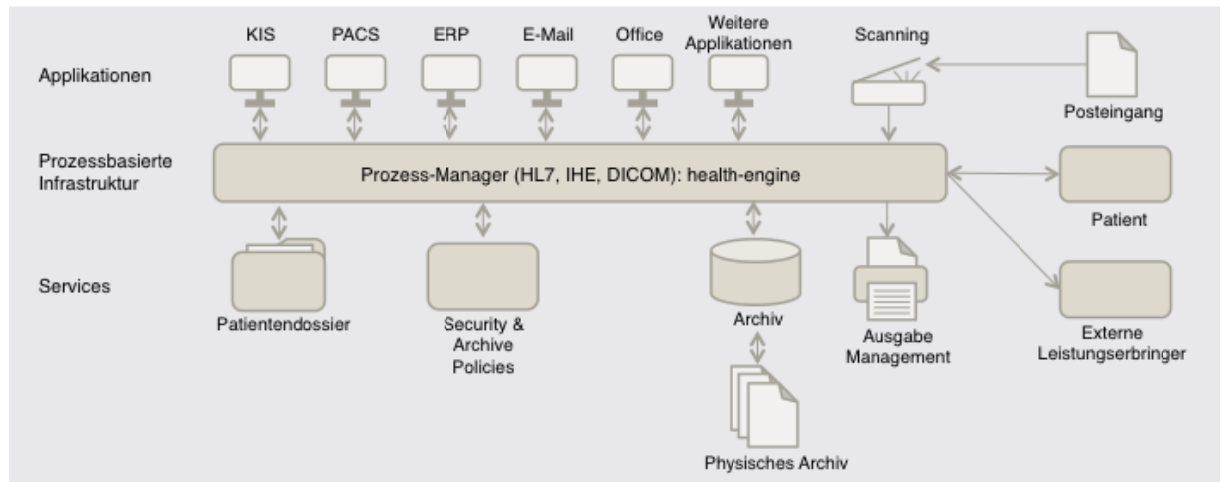 KIS
PACS
ERP
E-Mail
Office
Weitere
Applikationen
Scanning
Applikationen
Posteingang
Prozessbasierte
Infrastruktur
Prozess-Manager (HL7, IHE, DICOM): health-engine
Patient
Services
Patientendossier
Security &
Archive
Policies
Archiv
Ausgabe
Management
Externe
Leistungserbringer
Physisches Archiv